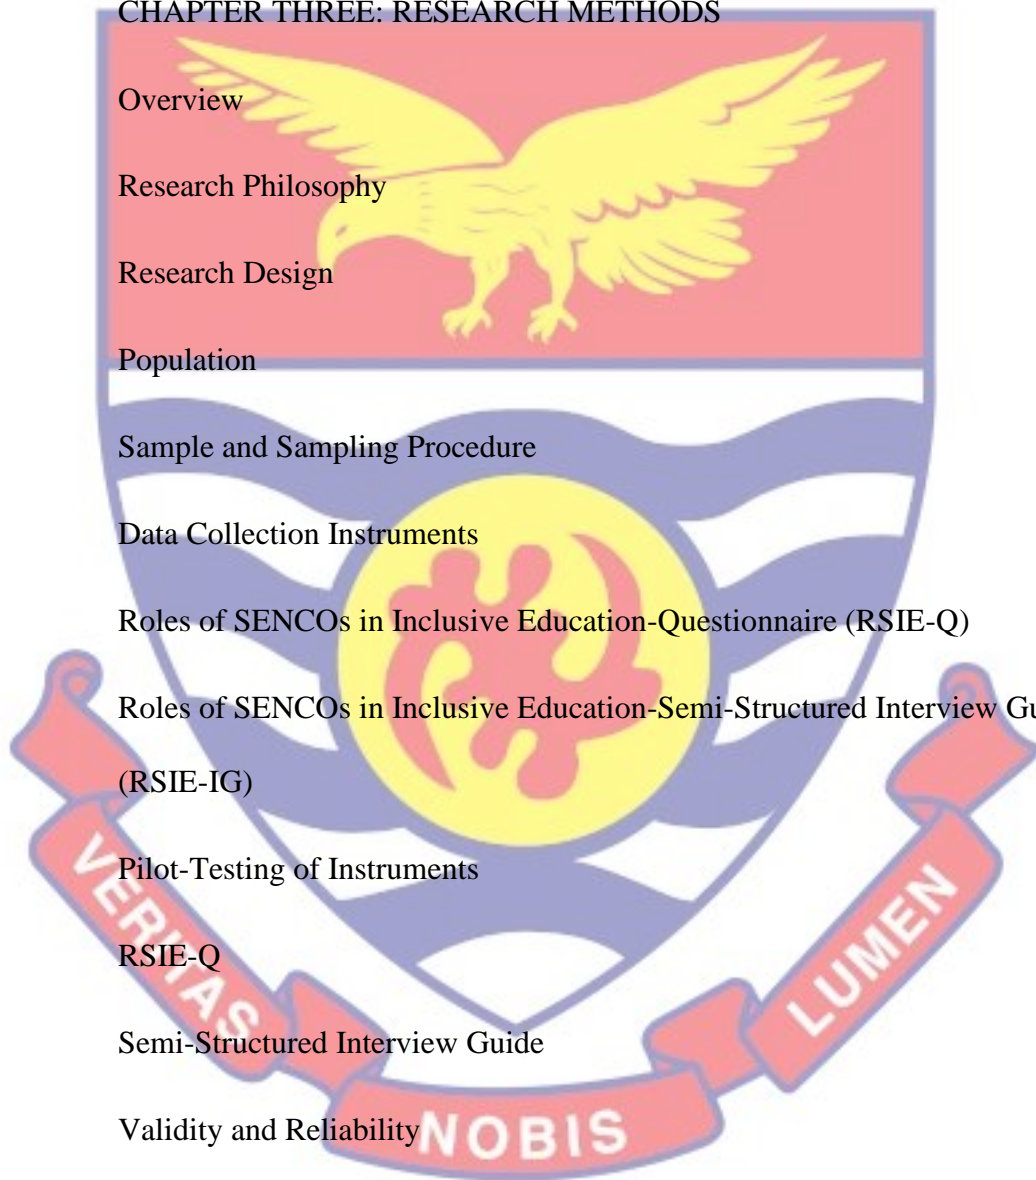 CHAPTER THREE: RESEARCH METHODS
Overview
Research Philosophy
Research Design
Population
Sample and Sampling Procedure
Data Collection Instruments
Roles of SENCOs in Inclusive Education-Questionnaire (RSIE-Q)
Roles of SENCOs in Inclusive Education-Semi-Structured Interview
(RSIE-IG)
Pilot-Testing of Instruments
RSIE-Q
Semi-Structured Interview Guide
Validity and Reliability
VERITAS
NOBIS
LUMEN